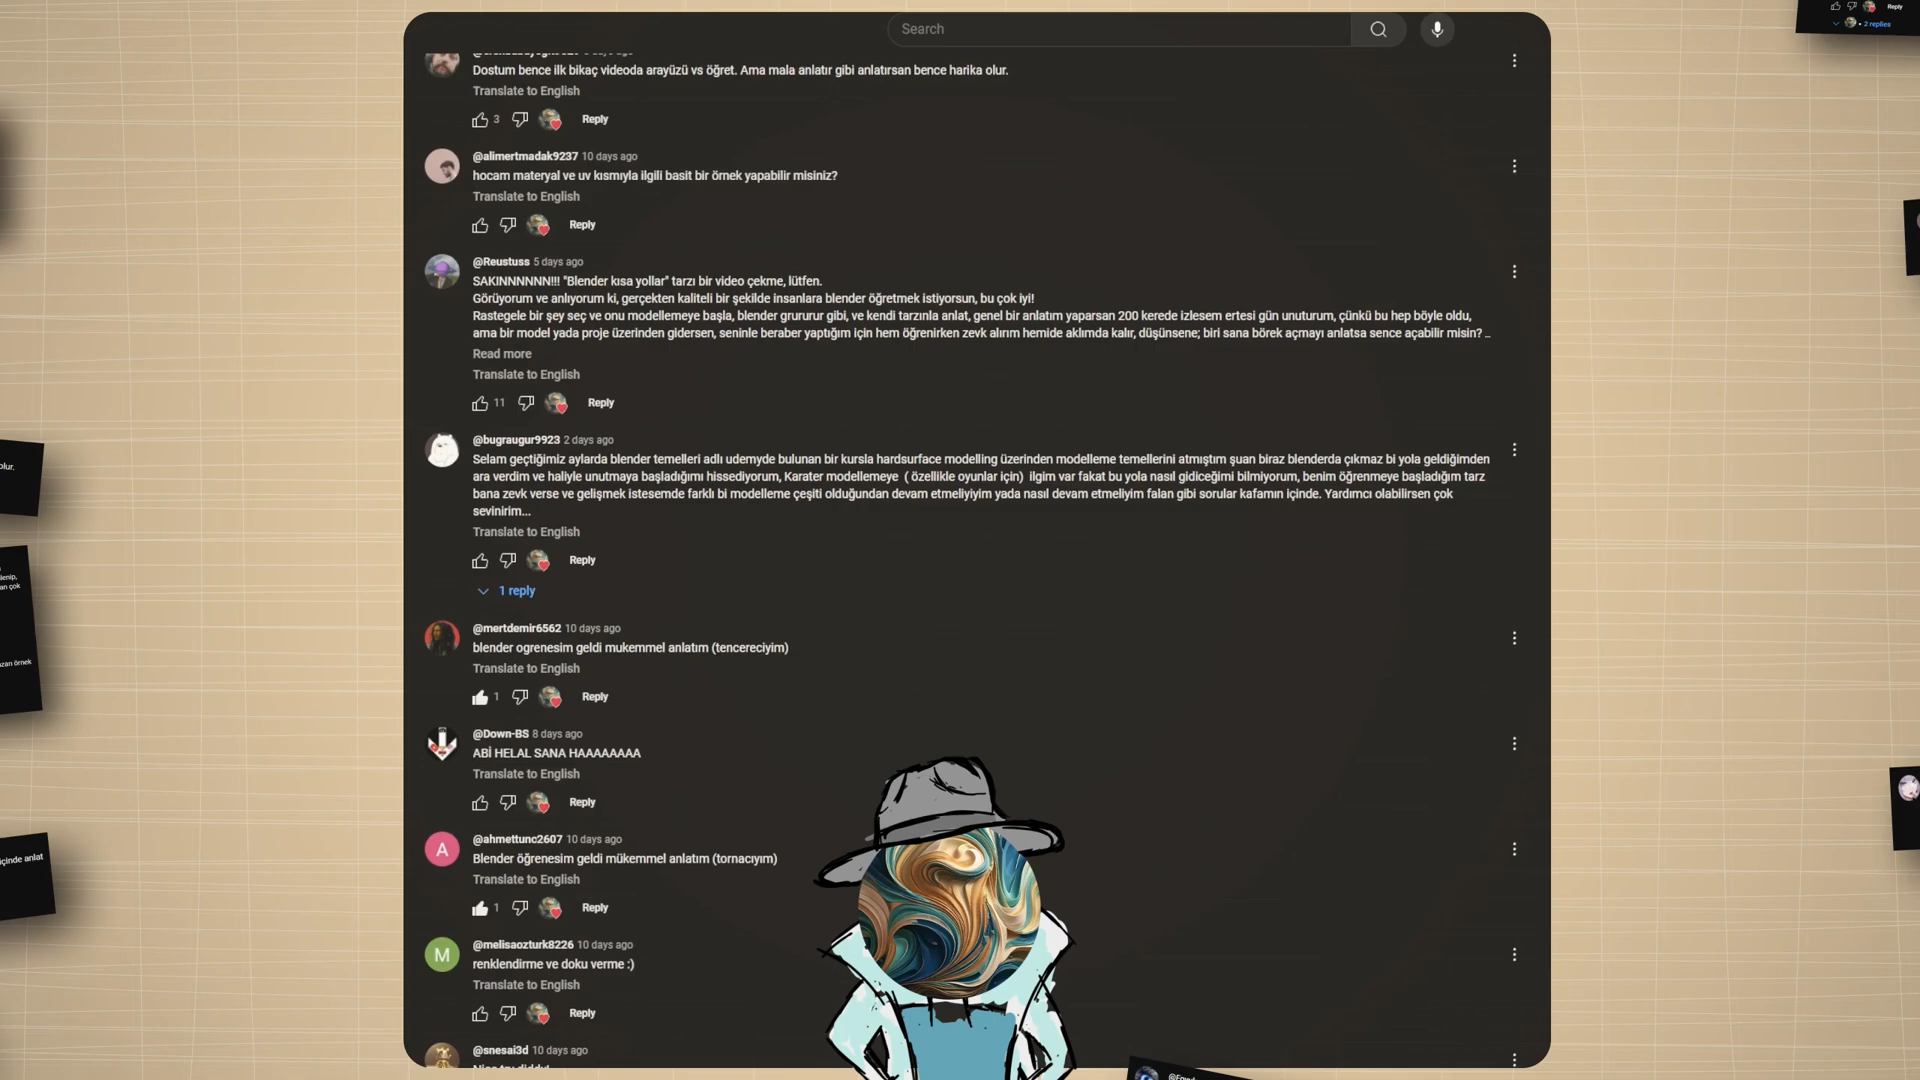 Search
Reply
2 replies
Dostum bence ilk bikaç videoda arayüzü vs öğret. Ama mala anlatır gibi anlatırsan bence harika olur.
Translate to English
3
Reply
@alimertmadak9237 10 days ago
hocam materyal ve uv kısmıyla ilgili basit bir örnek yapabilir misiniz?
Translate to English
Reply
@Reustuss 5 days ago
SAKINNNNNN!!! "Blender kısa yollar" tarzı bir video çekme, lütfen.
Görüyorum ve anlıyorum ki, gerçekten kaliteli bir şekilde insanlara blender öğretmek istiyorsun, bu çok iyi!
Rastegele bir şey seç ve onu modellemeye başla, blender grururur gibi, ve kendi tarzınla anlat, genel bir anlatım yaparsan 200 kerede izlesem ertesi gün unuturum, çünkü bu hep böyle oldu,
ama bir model yada proje üzerinden gidersen, seninle beraber yaptığım için hem öğrenirken zevk alırım hemide aklımda kalır, düşünsene; biri sana börek açmayı anlatsa sence açabilir misin? ...
Read more
Translate to English
11
Reply
@bugraugur9923 2 days ago
Selam geçtiğimiz aylarda blender temelleri adlı udemyde bulunan bir kursla hardsurface modelling üzerinden modelleme temellerini atmıştım şuan biraz blenderda çıkmaz bi yola geldiğimden
ara verdim ve haliyle unutmaya başladığımı hissediyorum, Karater modellemeye ( özellikle oyunlar için) ilgim var fakat bu yola nasıl gidiceğimi bilmiyorum, benim öğrenmeye başladığım tarz
bana zevk verse ve gelişmek istesemde farklı bi modelleme çeşiti olduğundan devam etmeliyiyim yada nasıl devam etmeliyim falan gibi sorular kafamın içinde. Yardımcı olabilirsen çok
sevinirim...
Translate to English
Reply
1 reply
@mertdemir6562 10 days ago
blender ogrenesim geldi mukemmel anlatım (tencereciyim)
Translate to English
1
Reply
@Down-BS 8 days ago
ABİ HELAL SANA HAAAAAAAA
Translate to English
Reply
@ahmettunc2607 10 days ago
A
Blender öğrenesim geldi mükemmel anlatım (tornacıyım)
Translate to English
1
Reply
@melisaozturk8226 10 days ago
M
renklendirme ve doku verme :)
Translate to English
Reply
@snesai3d 10 days ago
olur.
an çok
örnek
içinde anlat